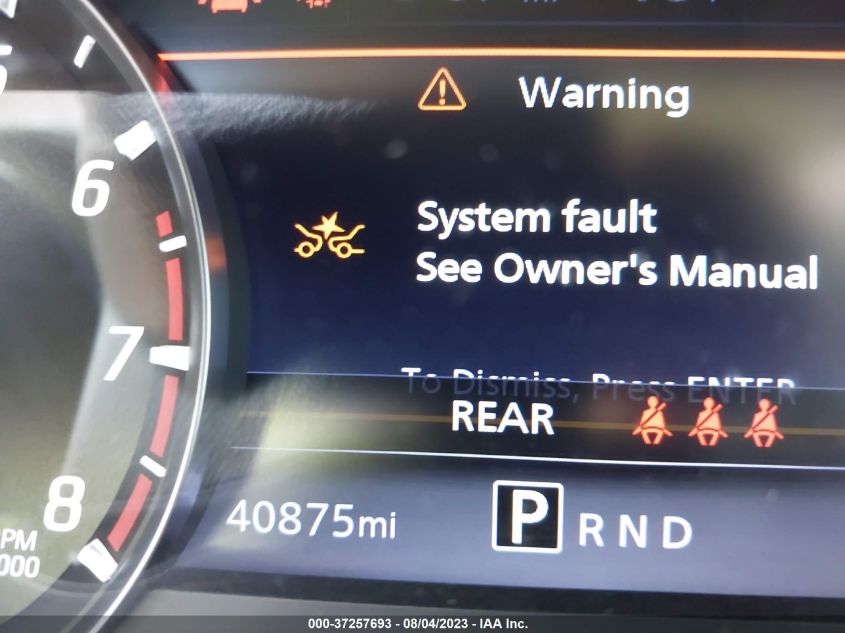 Warning
6
System fault
See Owner's Manual
7
To Dismiss, Press ENTER
REAR
8
40875mi
P R N D
000-37257693 - 08/04/2023 - IAA Inc.